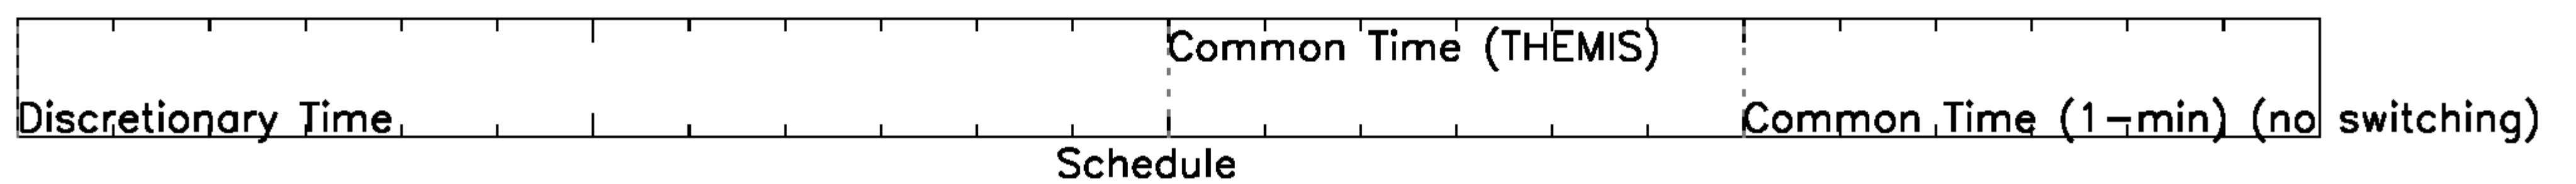 Common Time (THEMIS)
Discretionary Time
Common Time (1-min) (no switching)
Schedule